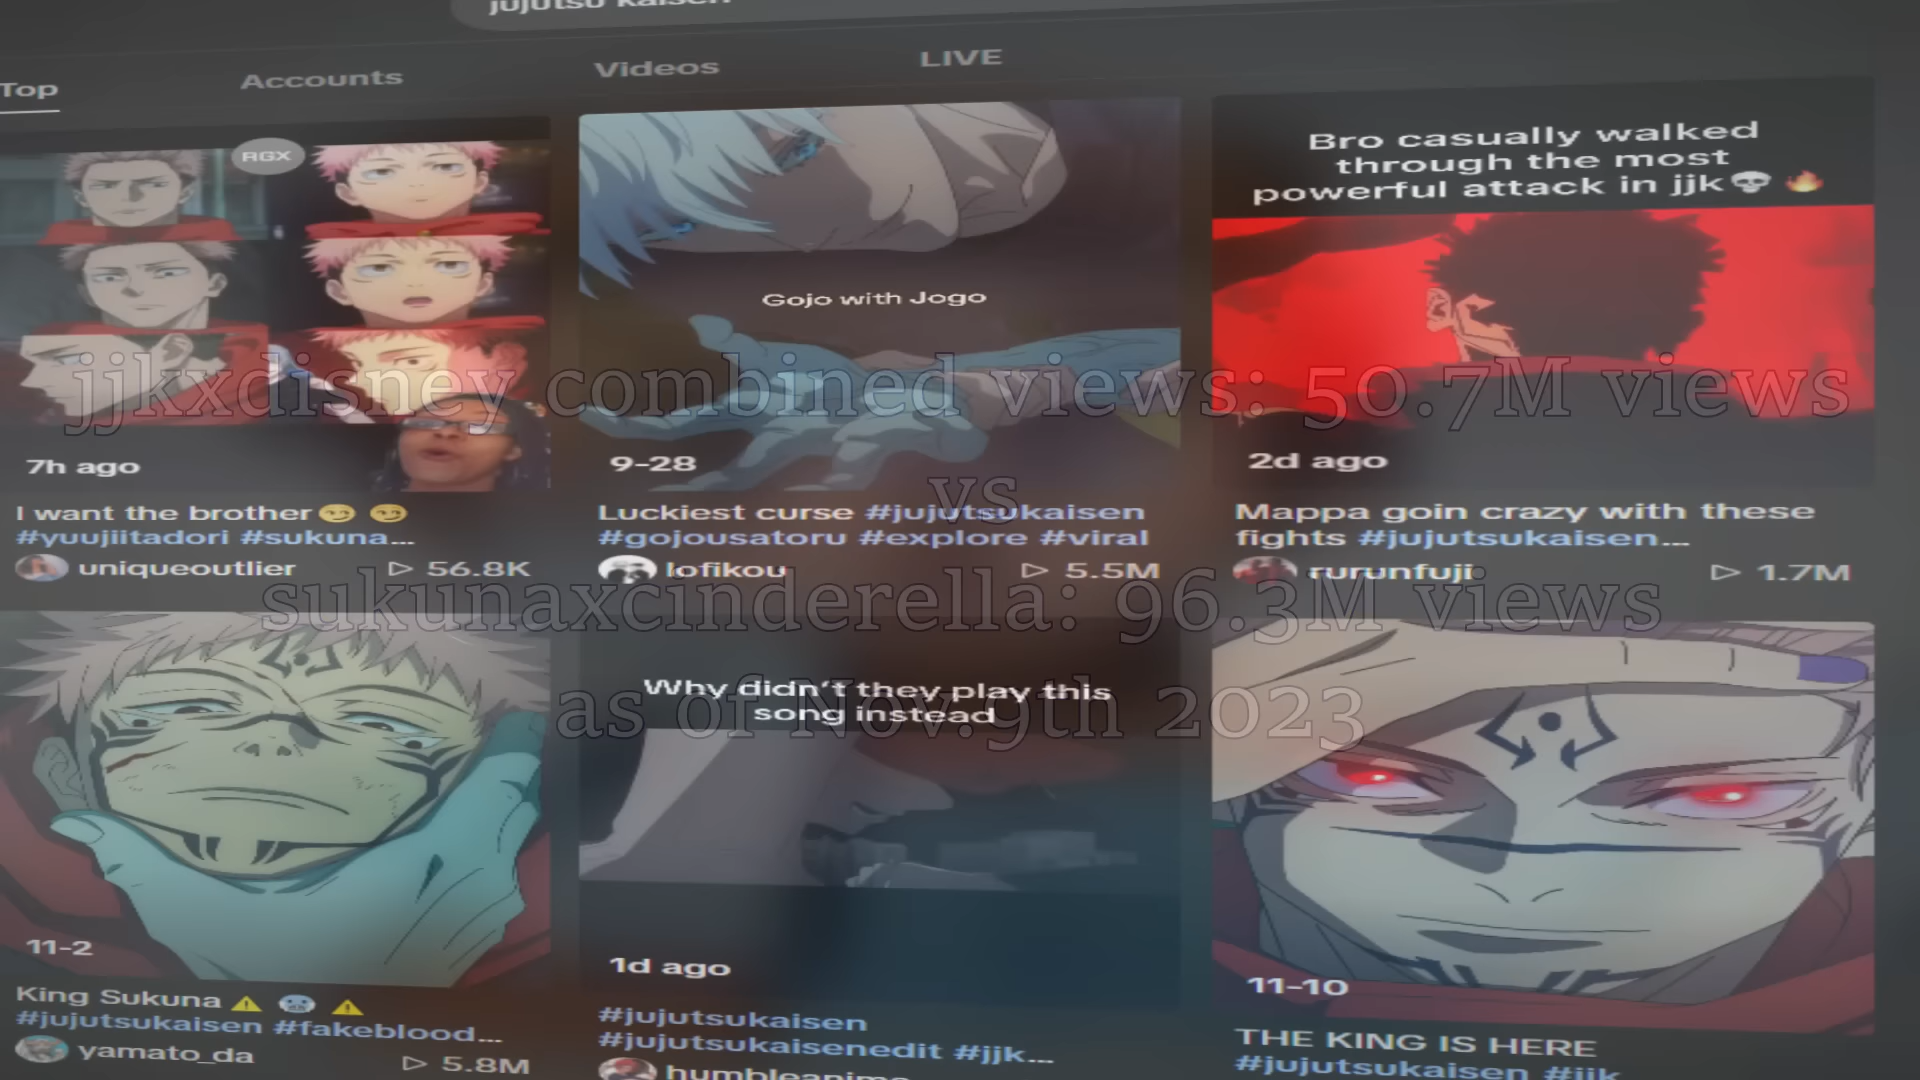 jujutsu kaisen
Top
Accounts
Videos
LIVE
RGX
7h ago
I want the brother😏 😏
#yuujiitadori #sukuna...
uniqueoutlier
▷ 56.8K
Gojo with Jogo
9-28
Luckiest curse #jujutsukaisen
#gojousatoru #explore #viral
lofikou
▷ 5.5M
Bro casually walked
through the most
powerful attack in jjk💀🔥
2d ago
Mappa goin crazy with these
fights #jujutsukaisen...
rurunfuji
▷ 1.7M
jjkxdisney combined views: 50.7M views
vs
sukunaxcinderella: 96.3M views
as of Nov.9th 2023
11-2
King Sukuna ⚠️ 🥶 ⚠️
#jujutsukaisen #fakeblood...
yamato_da
▷ 5.8M
Why didn't they play this
song instead
1d ago
#jujutsukaisen
#jujutsukaisenedit #jjk...
humbleanime
11-10
THE KING IS HERE
#jujutsukaisen #jjk